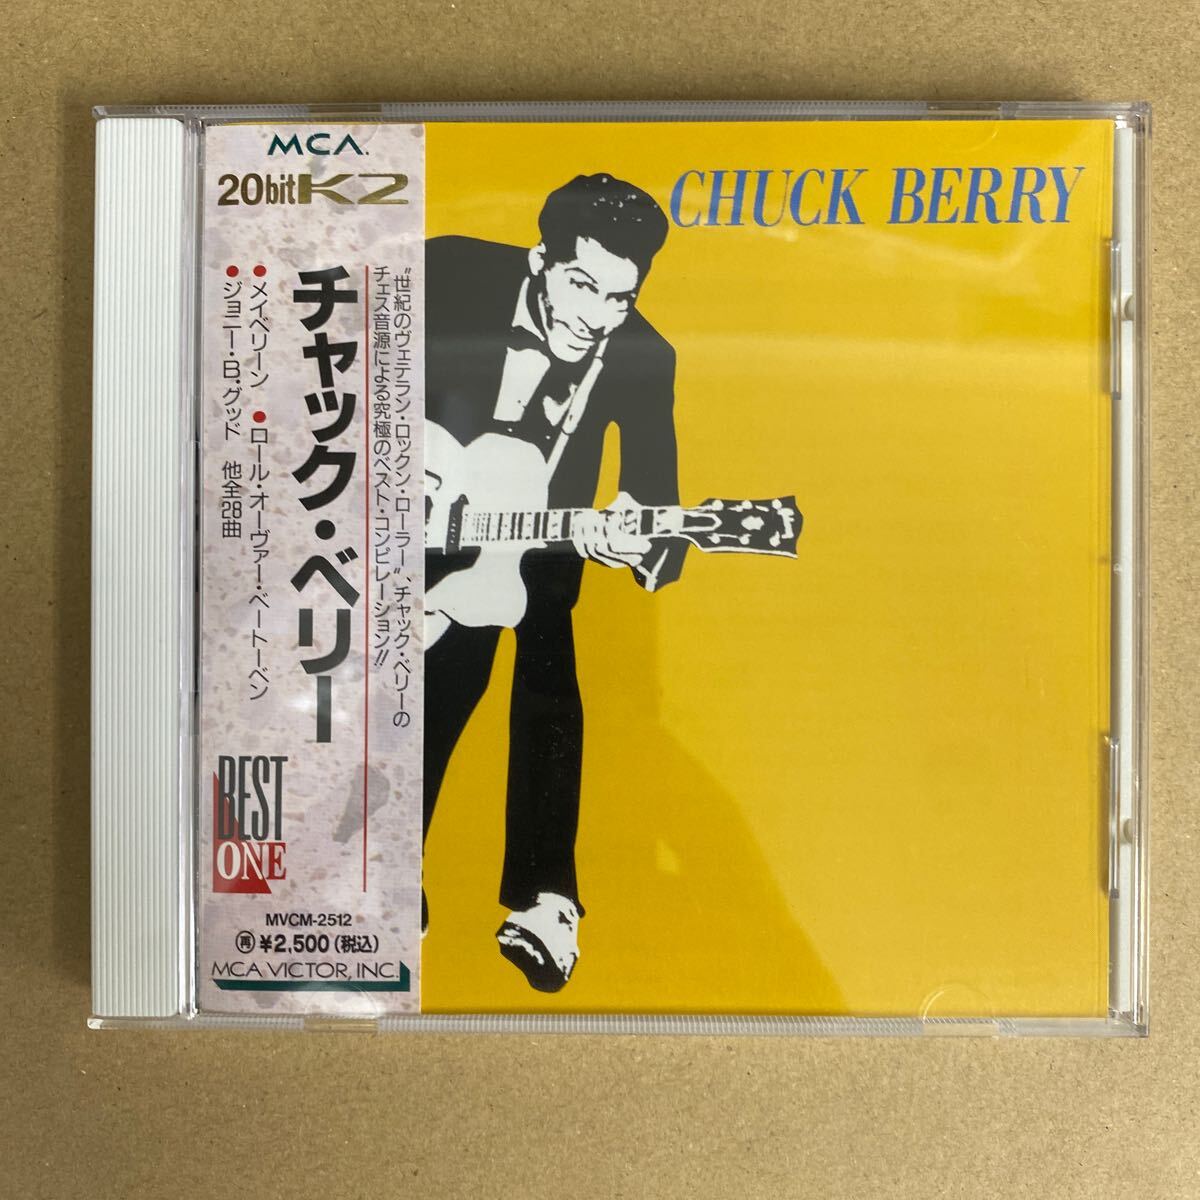 MCA.
20bit K2
CHUCK BERRY
"世紀のヴェテラン・ロックン・ローラー"、チャック・ベリーの
チェス音源による究極のベスト・コンピレーション!!
チャック・ベリー
●メイベリーン ●ロール・オーヴァー・ベートーベン
●ジョニー・B・グッド 他全28曲
BEST
ONE
MVCM-2512
再 ¥2,500(税込)
MCA VICTOR, INC.